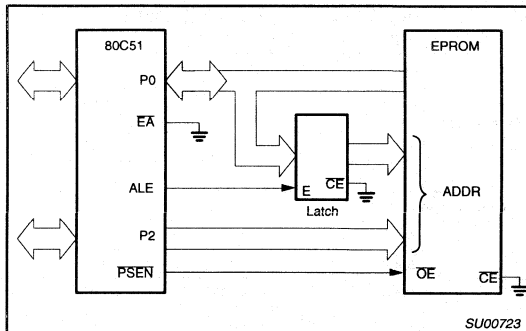 80C51
EPROM
P0
EA
ALE
E
CE
Latch
ADDR
P2
PSEN
OE
CE
SU00723